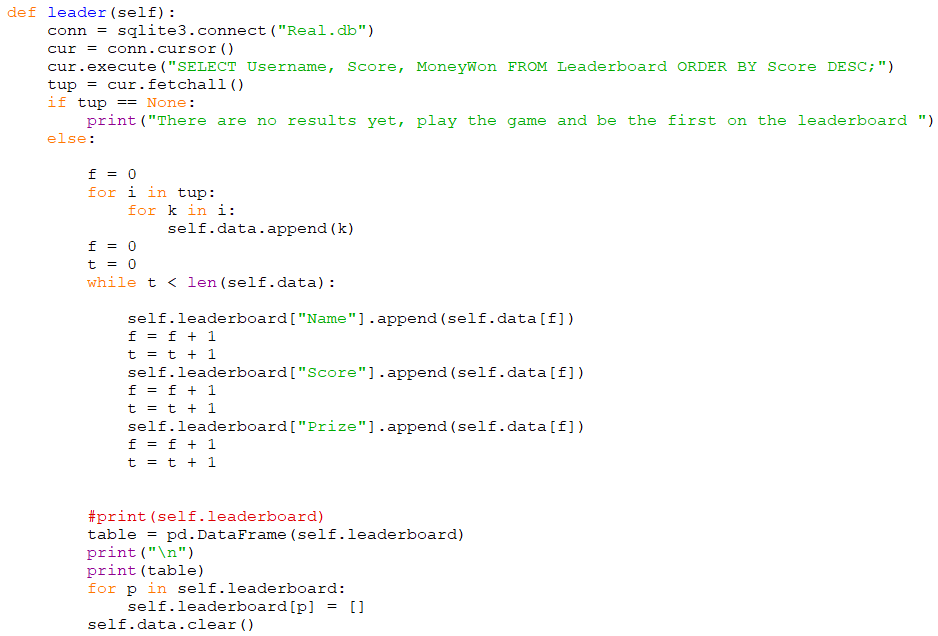 def leader(self):
    conn = sqlite3.connect("Real.db")
    cur = conn.cursor()
    cur.execute("SELECT Username, Score, MoneyWon FROM Leaderboard ORDER BY Score DESC;")
    tup = cur.fetchall()
    if tup == None:
        print("There are no results yet, play the game and be the first on the leaderboard ")
    else:

        f = 0
        for i in tup:
            for k in i:
                self.data.append(k)
        f = 0
        t = 0
        while t < len(self.data):

            self.leaderboard["Name"].append(self.data[f])
            f = f + 1
            t = t + 1
            self.leaderboard["Score"].append(self.data[f])
            f = f + 1
            t = t + 1
            self.leaderboard["Prize"].append(self.data[f])
            f = f + 1
            t = t + 1


        #print(self.leaderboard)
        table = pd.DataFrame(self.leaderboard)
        print("\n")
        print(table)
        for p in self.leaderboard:
            self.leaderboard[p] = []
        self.data.clear()